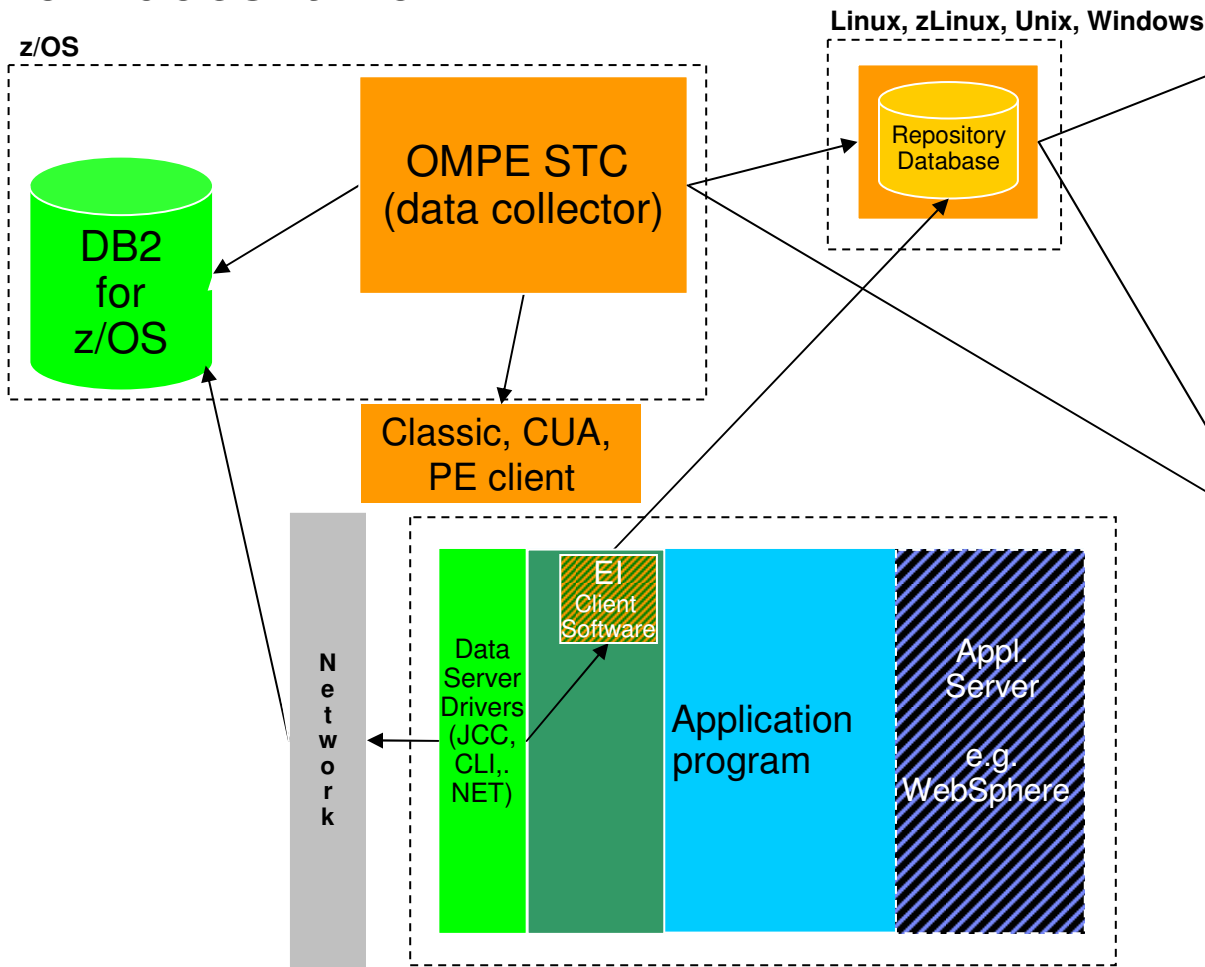 z/OS
Linux, zLinux, Unix, Windows
OMPE STC
(data collector)
Repository
Database
DB2
for
z/OS
Classic, CUA,
PE client
Network
EI
Client
Software
Data
Server
Drivers
(JCC,
CLI,.
NET)
Application
program
Appl.
Server
e.g.
WebSphere